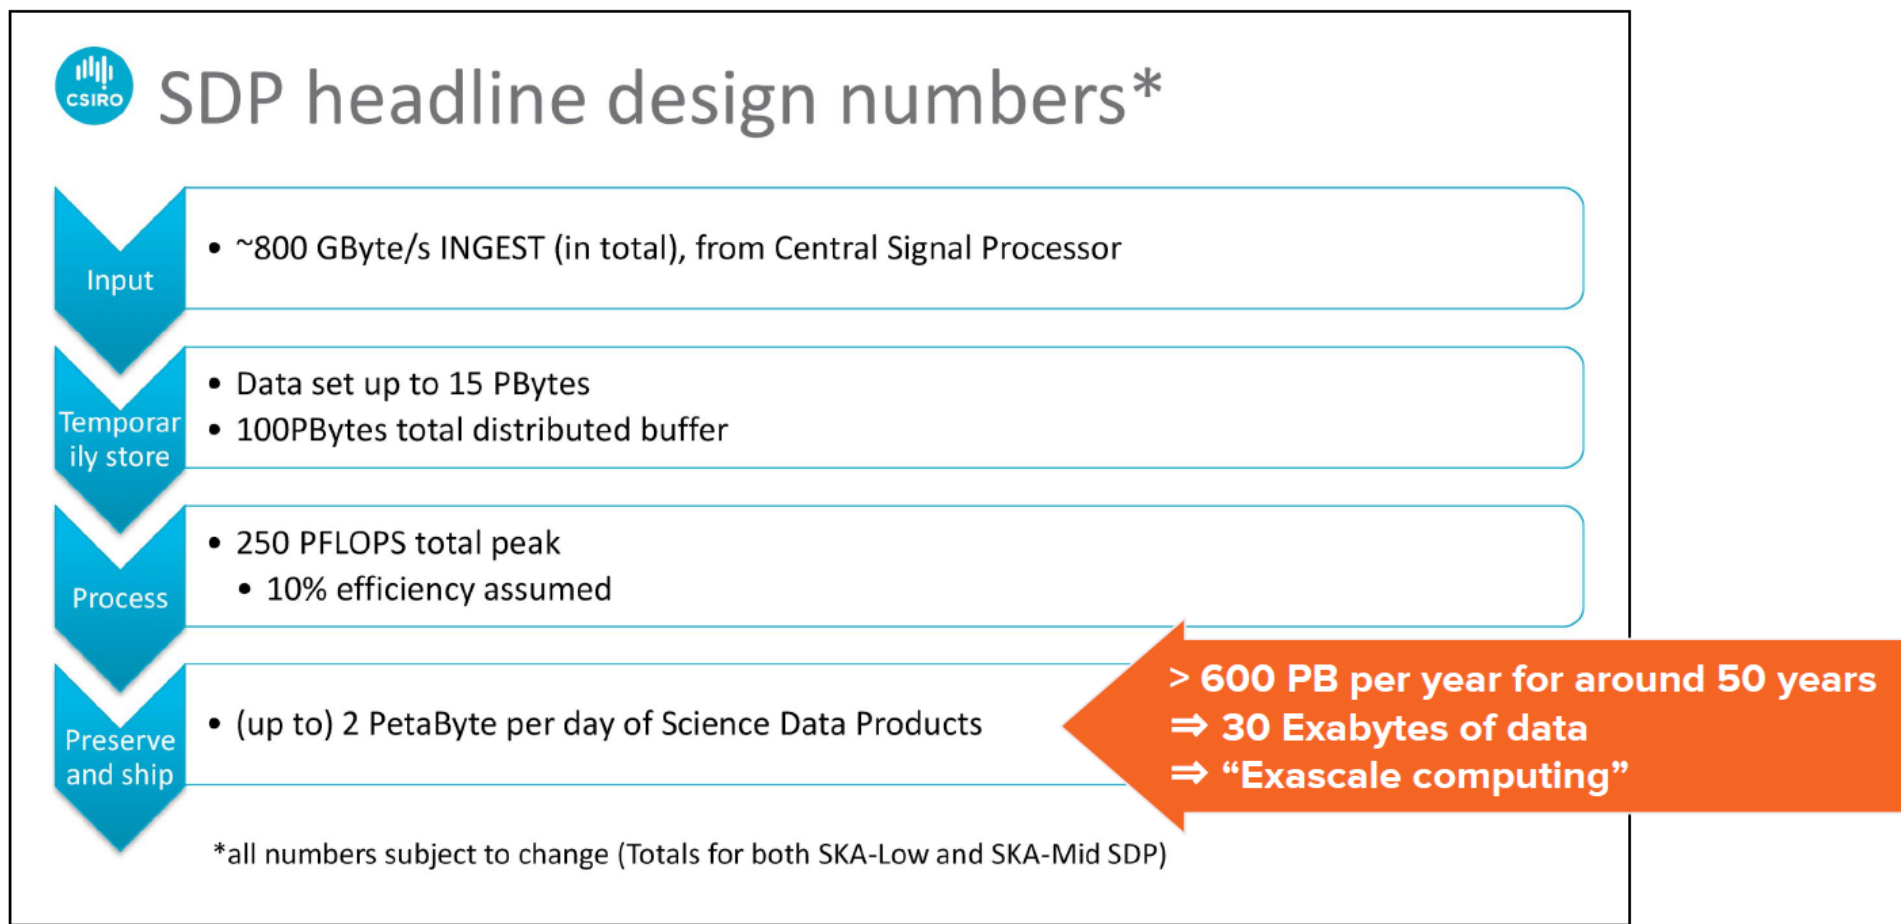 CSIRO
SDP headline design numbers*
Input
• ~800 GByte/s INGEST (in total), from Central Signal Processor
Temporar
ily store
• Data set up to 15 PBytes
• 100PBytes total distributed buffer
Process
• 250 PFLOPS total peak
• 10% efficiency assumed
Preserve
and ship
• (up to) 2 PetaByte per day of Science Data Products
> 600 PB per year for around 50 years
⇒ 30 Exabytes of data
⇒ “Exascale computing”
*all numbers subject to change (Totals for both SKA-Low and SKA-Mid SDP)